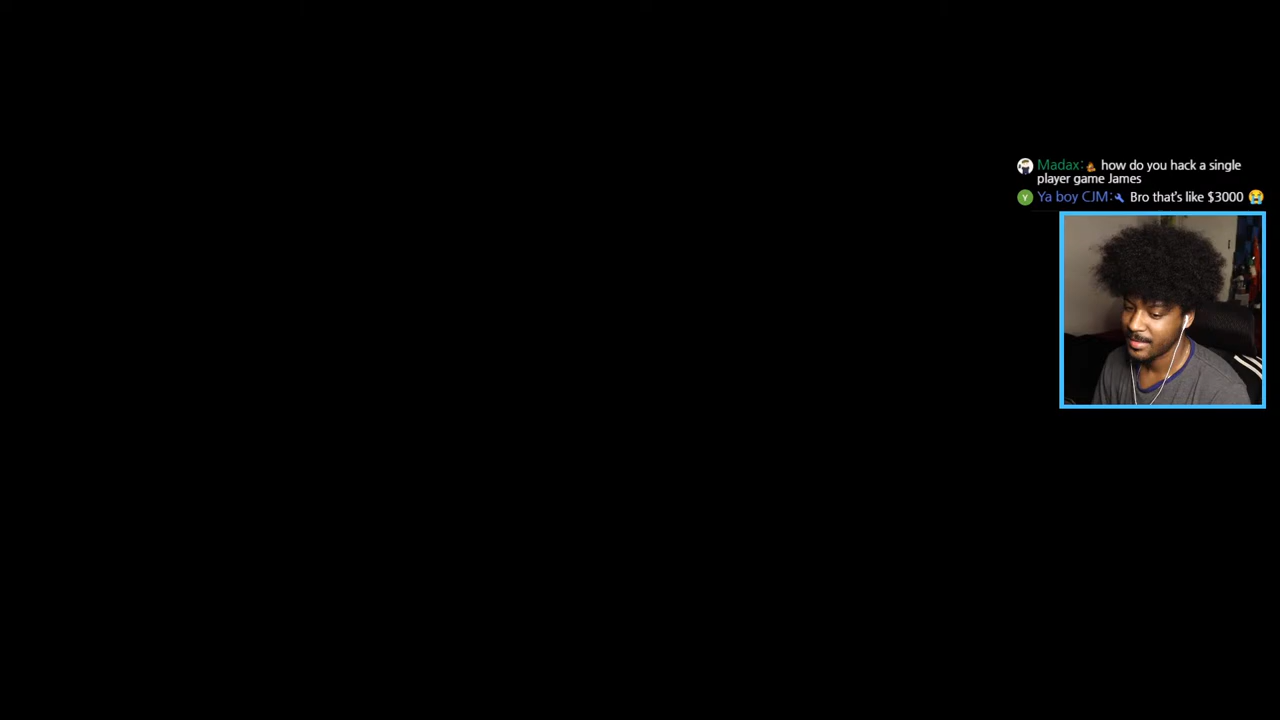 Madax: how do you hack a single
player game James
Y Ya boy CJM: Bro that's like $3000 😭